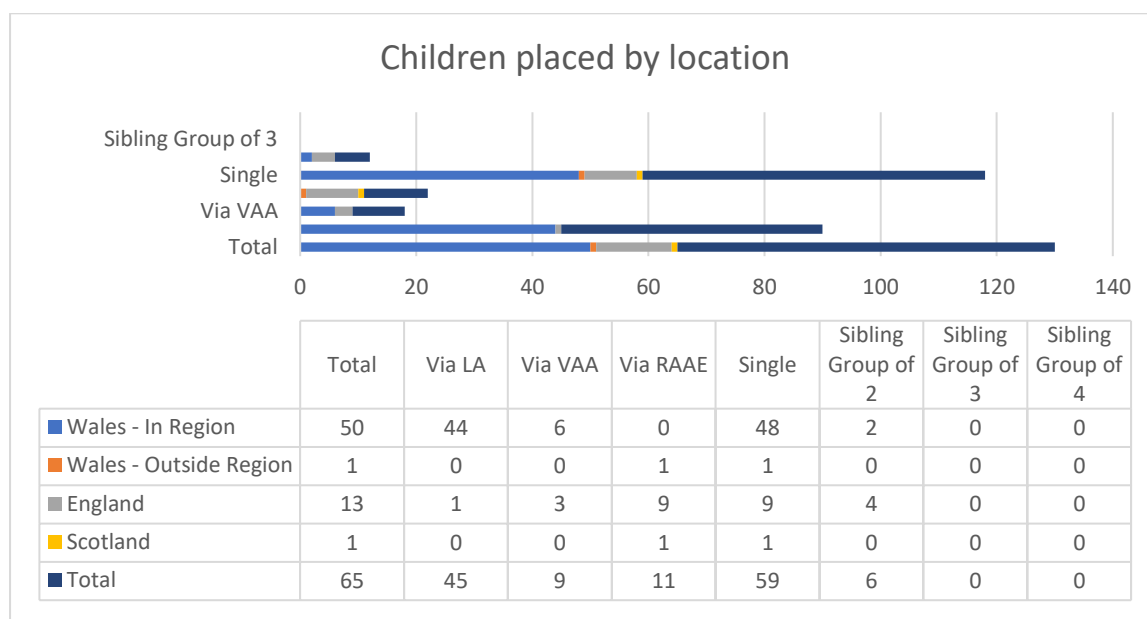 Children placed by location
Sibling Group of 3
Single
Via VAA
Total
0 20 40 60 80 100 120 140
Total Via LA Via VAA Via RAAE Single Sibling Group of 2 Sibling Group of 3 Sibling Group of 4
Wales - In Region 50 44 6 0 48 2 0 0
Wales - Outside Region 1 0 0 1 1 0 0 0
England 13 1 3 9 9 4 0 0
Scotland 1 0 0 1 1 0 0 0
Total 65 45 9 11 59 6 0 0